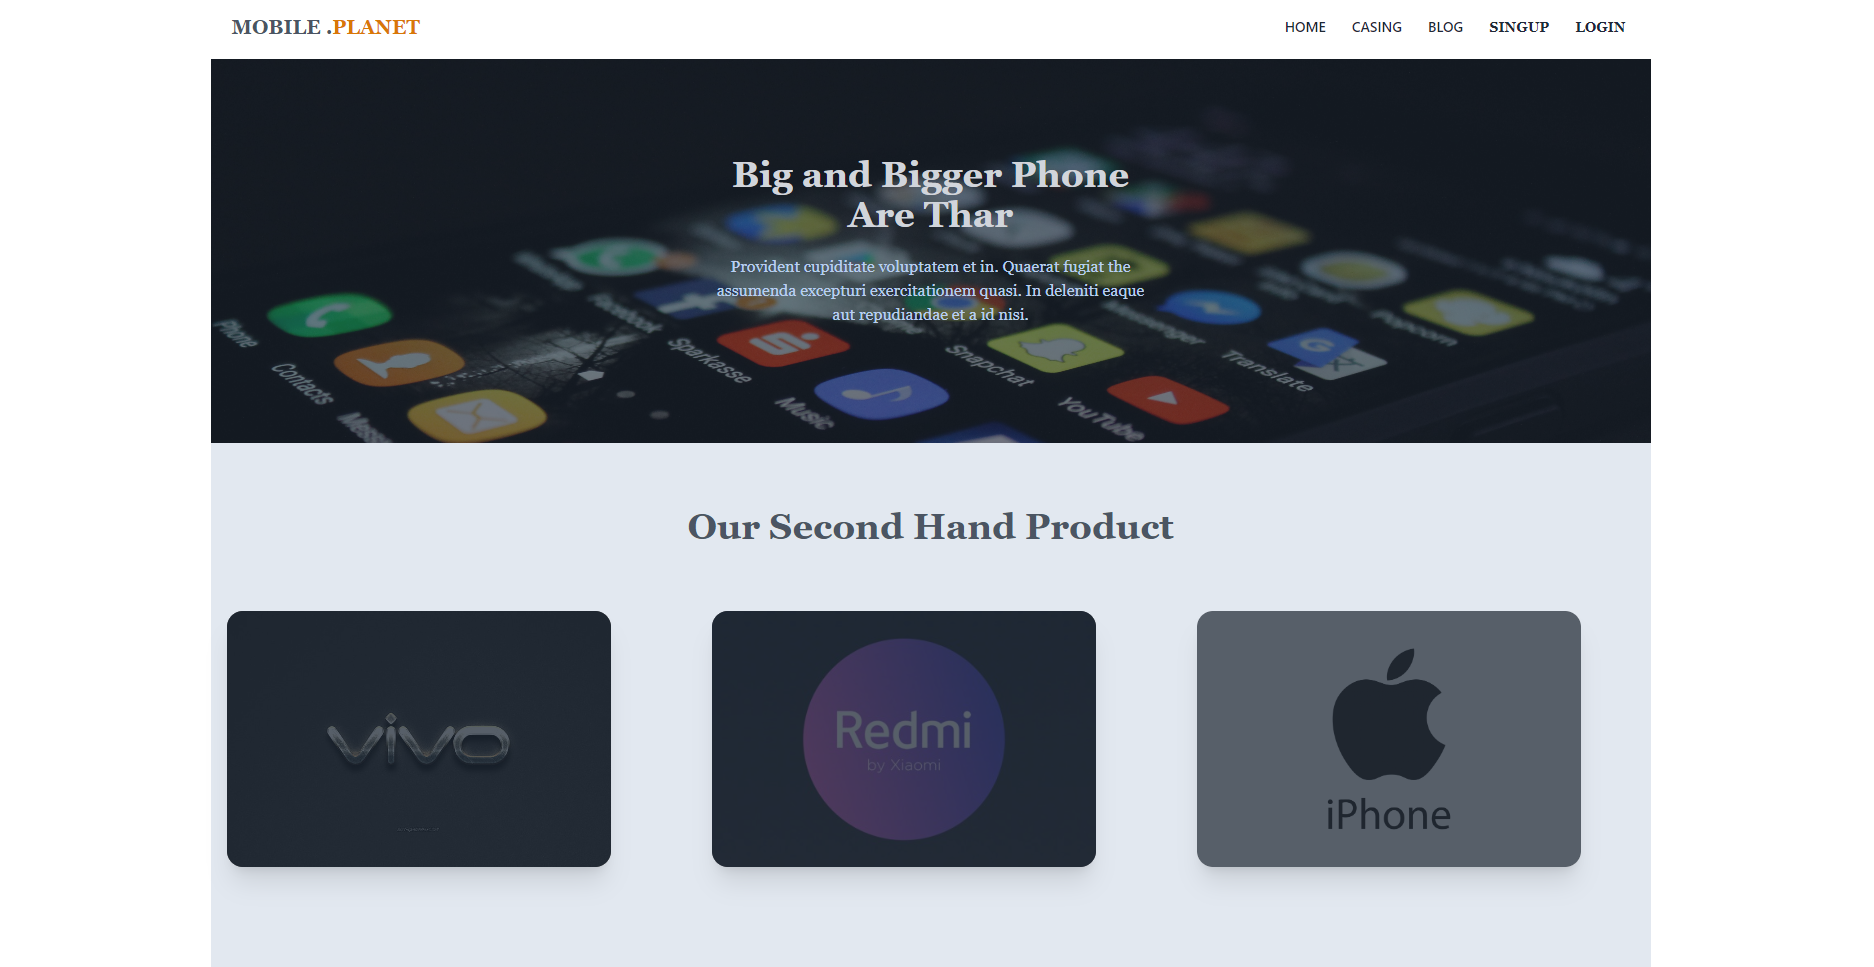 MOBILE .PLANET
HOME CASING BLOG SINGUP LOGIN
Big and Bigger Phone
Are Thar
Provident cupiditate voluptatem et in. Quaerat fugiat the
assumenda excepturi exercitationem quasi. In deleniti eaque
aut repudiandae et a id nisi.
WhatsApp
Facebook
Messenger
Popcorn
Phone
Sparkasse
Snapchat
Translate
Contacts
Music
YouTube
Our Second Hand Product
vivo
Redmi
by Xiaomi
iPhone